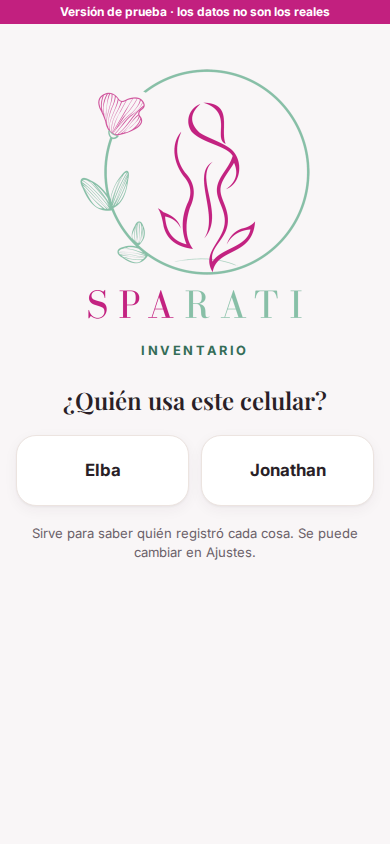 Versión de prueba · los datos no son los reales
SPARATI
INVENTARIO
¿Quién usa este celular?
Elba
Jonathan
Sirve para saber quién registró cada cosa. Se puede
cambiar en Ajustes.